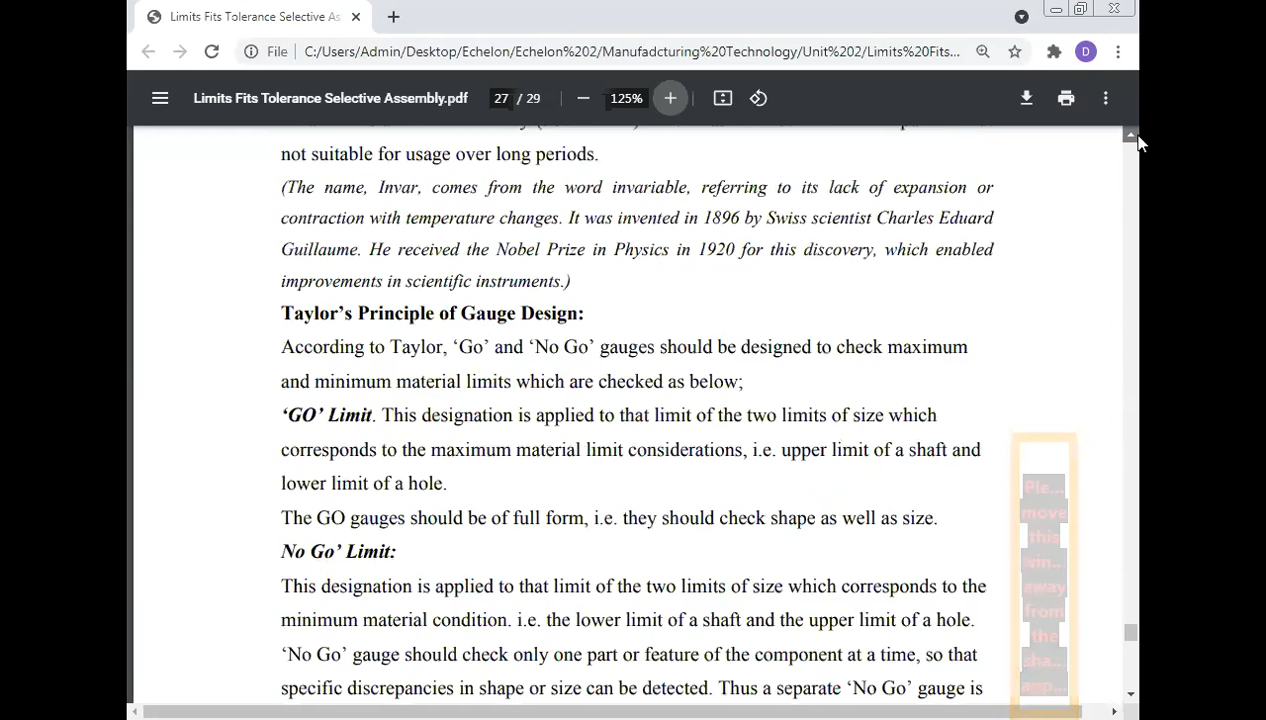 Limits Fits Tolerance Selective As
File
C:/Users/Admin/Desktop/Echelon/Echelon%202/Manufadcturing%20Technology/Unit%202/Limits%20Fits...
D
Limits Fits Tolerance Selective Assembly.pdf
27 / 29
125%
not suitable for usage over long periods.
(The name, Invar, comes from the word invariable, referring to its lack of expansion or
contraction with temperature changes. It was invented in 1896 by Swiss scientist Charles Eduard
Guillaume. He received the Nobel Prize in Physics in 1920 for this discovery, which enabled
improvements in scientific instruments.)
Taylor’s Principle of Gauge Design:
According to Taylor, ‘Go’ and ‘No Go’ gauges should be designed to check maximum
and minimum material limits which are checked as below;
‘GO’ Limit. This designation is applied to that limit of the two limits of size which
corresponds to the maximum material limit considerations, i.e. upper limit of a shaft and
lower limit of a hole.
The GO gauges should be of full form, i.e. they should check shape as well as size.
No Go’ Limit:
This designation is applied to that limit of the two limits of size which corresponds to the
minimum material condition. i.e. the lower limit of a shaft and the upper limit of a hole.
‘No Go’ gauge should check only one part or feature of the component at a time, so that
specific discrepancies in shape or size can be detected. Thus a separate ‘No Go’ gauge is
Ple...
move
this
win...
away
from
the
sha...
app...